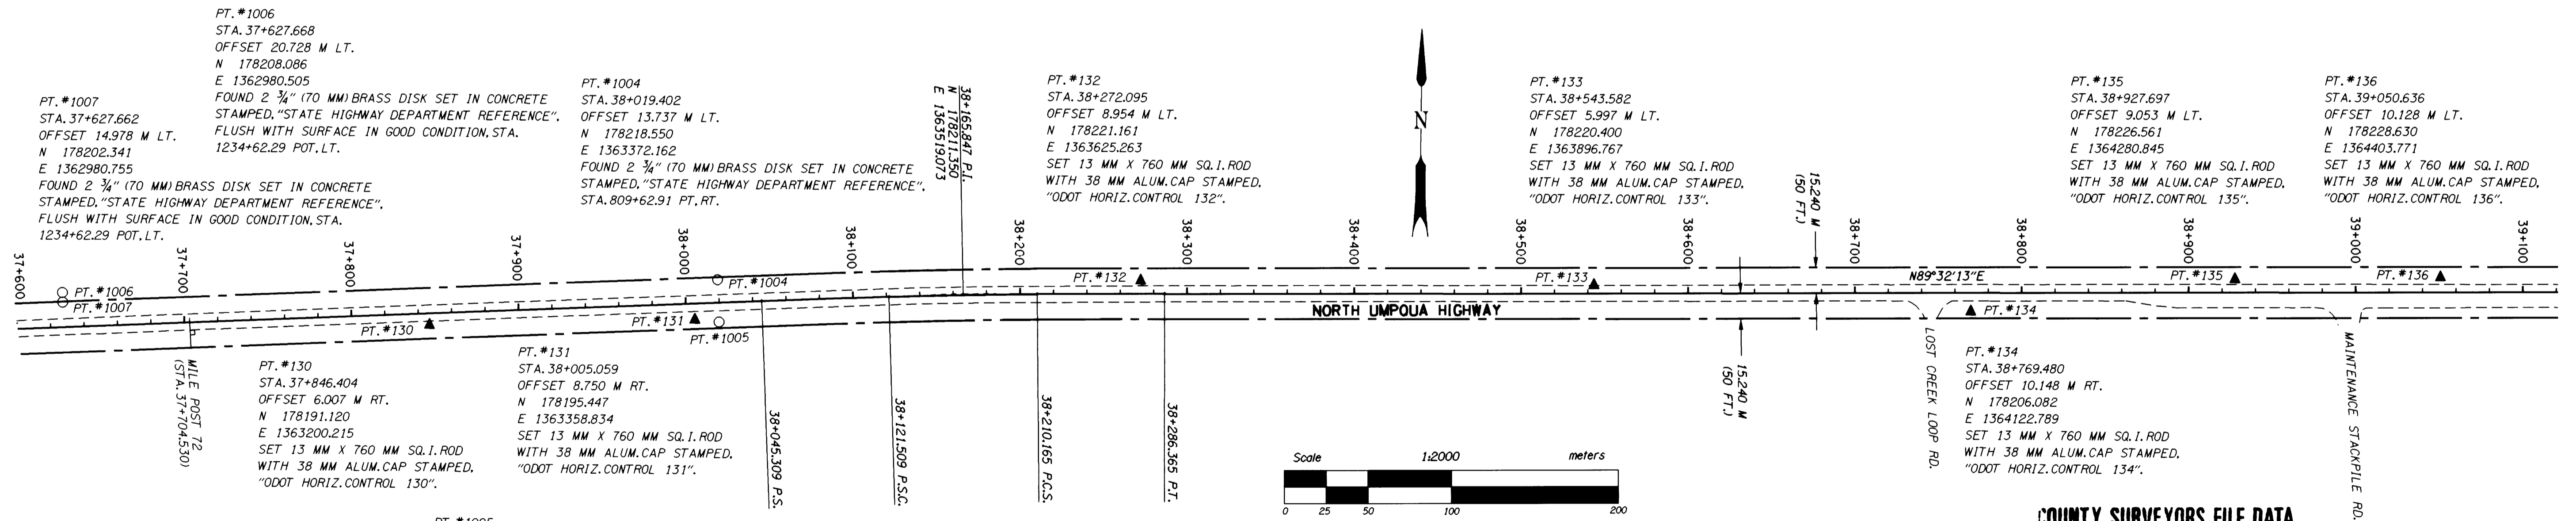 PT. #1006
STA. 37+627.668
OFFSET 20.728 M LT.
N 178208.086
E 1362980.505
FOUND 2 ¾" (70 MM) BRASS DISK SET IN CONCRETE
STAMPED, "STATE HIGHWAY DEPARTMENT REFERENCE",
FLUSH WITH SURFACE IN GOOD CONDITION, STA.
1234+62.29 POT, LT.
PT. #1007
STA. 37+627.662
OFFSET 14.978 M LT.
N 178202.341
E 1362980.755
FOUND 2 ¾" (70 MM) BRASS DISK SET IN CONCRETE
STAMPED, "STATE HIGHWAY DEPARTMENT REFERENCE",
FLUSH WITH SURFACE IN GOOD CONDITION, STA.
1234+62.29 POT, LT.
PT. #1004
STA. 38+019.402
OFFSET 13.737 M LT.
N 178218.550
E 1363372.162
FOUND 2 ¾" (70 MM) BRASS DISK SET IN CONCRETE
STAMPED, "STATE HIGHWAY DEPARTMENT REFERENCE",
STA. 809+62.91 PT, RT.
38+165.847 P.I.
N 178211.350
E 1363519.073
PT. #132
STA. 38+272.095
OFFSET 8.954 M LT.
N 178221.161
E 1363625.263
SET 13 MM X 760 MM SQ. I. ROD
WITH 38 MM ALUM. CAP STAMPED,
"ODOT HORIZ. CONTROL 132".
N
PT. #133
STA. 38+543.582
OFFSET 5.997 M LT.
N 178220.400
E 1363896.767
SET 13 MM X 760 MM SQ. I. ROD
WITH 38 MM ALUM. CAP STAMPED,
"ODOT HORIZ. CONTROL 133".
15.240 M
(50 FT.)
PT. #135
STA. 38+927.697
OFFSET 9.053 M LT.
N 178226.561
E 1364280.845
SET 13 MM X 760 MM SQ. I. ROD
WITH 38 MM ALUM. CAP STAMPED,
"ODOT HORIZ. CONTROL 135".
PT. #136
STA. 39+050.636
OFFSET 10.128 M LT.
N 178228.630
E 1364403.771
SET 13 MM X 760 MM SQ. I. ROD
WITH 38 MM ALUM. CAP STAMPED,
"ODOT HORIZ. CONTROL 136".
37+600
37+700
37+800
37+900
38+000
38+100
38+200
38+300
38+400
38+500
38+600
38+700
38+800
38+900
39+000
39+100
PT. #1006
PT. #1007
PT. #130
PT. #131
PT. #1004
PT. #1005
PT. #132
PT. #133
N89°32'13"E
PT. #135
PT. #136
PT. #134
NORTH UMPQUA HIGHWAY
MILE POST 72
(STA. 37+704.530)
PT. #130
STA. 37+846.404
OFFSET 6.007 M RT.
N 178191.120
E 1363200.215
SET 13 MM X 760 MM SQ. I. ROD
WITH 38 MM ALUM. CAP STAMPED,
"ODOT HORIZ. CONTROL 130".
PT. #131
STA. 38+005.059
OFFSET 8.750 M RT.
N 178195.447
E 1363358.834
SET 13 MM X 760 MM SQ. I. ROD
WITH 38 MM ALUM. CAP STAMPED,
"ODOT HORIZ. CONTROL 131".
38+045.309 P.S.
38+121.509 P.S.C.
38+210.165 P.C.S.
38+286.365 P.T.
Scale 1:2000 meters
0 25 50 100 200
15.240 M
(50 FT.)
LOST CREEK LOOP RD.
PT. #134
STA. 38+769.480
OFFSET 10.148 M RT.
N 178206.082
E 1364122.789
SET 13 MM X 760 MM SQ. I. ROD
WITH 38 MM ALUM. CAP STAMPED,
"ODOT HORIZ. CONTROL 134".
MAINTENANCE STACKPILE RD.
PT. #1005
COUNTY SURVEYORS FILE DATA